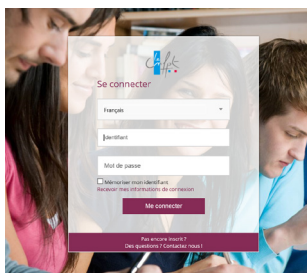 Se connecter
Français
Identifiant
Mot de passe
Mémoriser mon identifiant
Recevoir mes informations de connexion
Me connecter
Pas encore inscrit ?
Des questions ? Contactez nous !